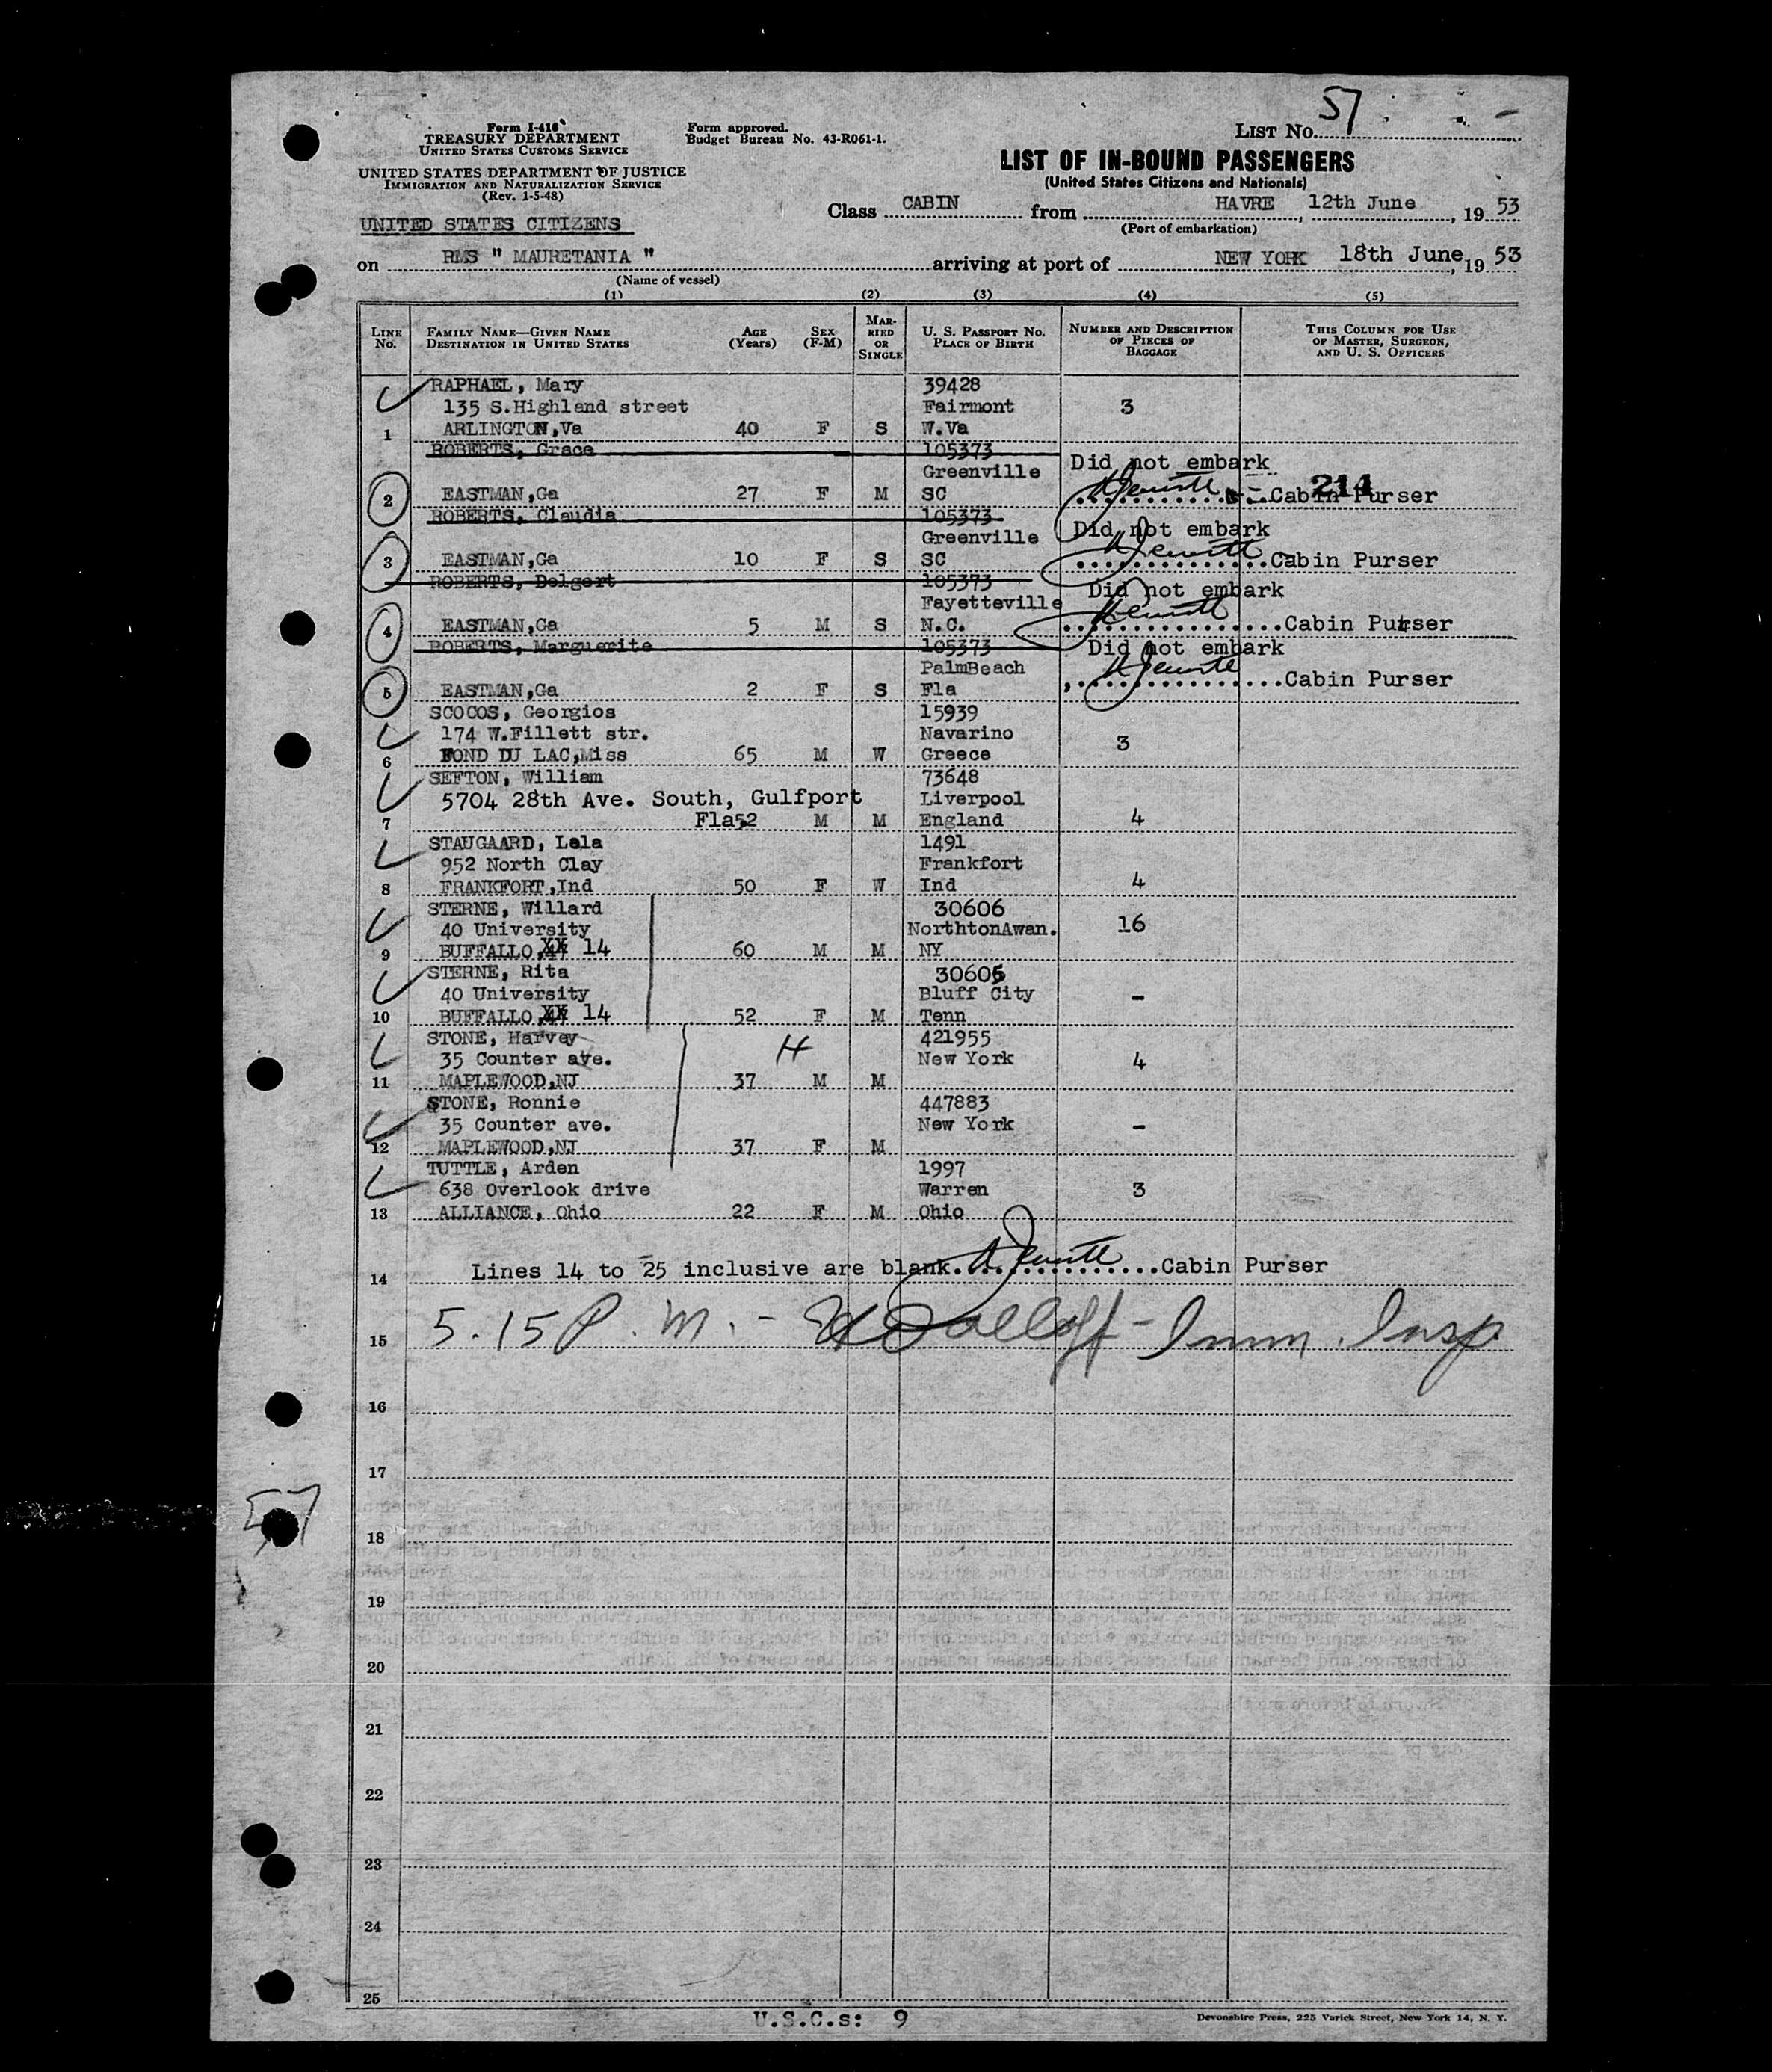 57
Form I-416
TREASURY DEPARTMENT
UNITED STATES CUSTOMS SERVICE
Form approved.
Budget Bureau No. 43-R061-1.
LIST No.
UNITED STATES DEPARTMENT OF JUSTICE
IMMIGRATION AND NATURALIZATION SERVICE
(Rev. 1-5-48)
LIST OF IN-BOUND PASSENGERS
(United States Citizens and Nationals)
UNITED STATES CITIZENS
Class CABIN from HAVRE, 12th June, 19 53
(Port of embarkation)
on RMS " MAURETANIA " arriving at port of NEW YORK 18th June, 19 53
(Name of vessel)
(1) (2) (3) (4) (5)
LINE No. FAMILY NAME—GIVEN NAME DESTINATION IN UNITED STATES AGE (Years) SEX (F-M) MARRIED OR SINGLE U. S. PASSPORT NO. PLACE OF BIRTH NUMBER AND DESCRIPTION OF PIECES OF BAGGAGE THIS COLUMN FOR USE OF MASTER, SURGEON, AND U. S. OFFICERS
RAPHAEL, Mary 39428
135 S.Highland street Fairmont 3
1 ARLINGTON,Va 40 F S W.Va
ROBERTS, Grace 105373
Greenville Did not embark
214
2 EASTMAN,Ga 27 F M SC Cabin Purser
ROBERTS, Claudia 105373
Greenville Did not embark
3 EASTMAN,Ga 10 F S SC Cabin Purser
ROBERTS, Delgert 105373
Fayetteville Did not embark
4 EASTMAN,Ga 5 M S N.C. Cabin Purser
ROBERTS, Marguerite 105373
PalmBeach Did not embark
5 EASTMAN,Ga 2 F S Fla Cabin Purser
SCOCOS, Georgios 15939
174 W.Fillett str. Navarino 3
6 FOND DU LAC,Miss 65 M W Greece
SEFTON, William 73648
5704 28th Ave. South, Gulfport Liverpool
7 Fla. 52 M M England 4
STAUGAARD, Lela 1491
952 North Clay Frankfort
8 FRANKFORT,Ind 50 F W Ind 4
STERNE, Willard 30606
40 University NorthtonAwan. 16
9 BUFFALO, XX 14 60 M M NY
STERNE, Rita 30605
40 University Bluff City -
10 BUFFALO, XX 14 52 F M Tenn
STONE, Harvey 421955
35 Counter ave. H New York 4
11 MAPLEWOOD,NJ 37 M M
STONE, Ronnie 447883
35 Counter ave. New York -
12 MAPLEWOOD,NJ 37 F M
TUTTLE, Arden 1997
638 Overlook drive Warren 3
13 ALLIANCE, Ohio 22 F M Ohio
14 Lines 14 to 25 inclusive are blank. Cabin Purser
15 5.15 P.m. - Imm. Insp
16
17
57
18
19
20
21
22
23
24
25
U.S.C.s: 9
Devonshire Press, 225 Varick Street, New York 14, N. Y.